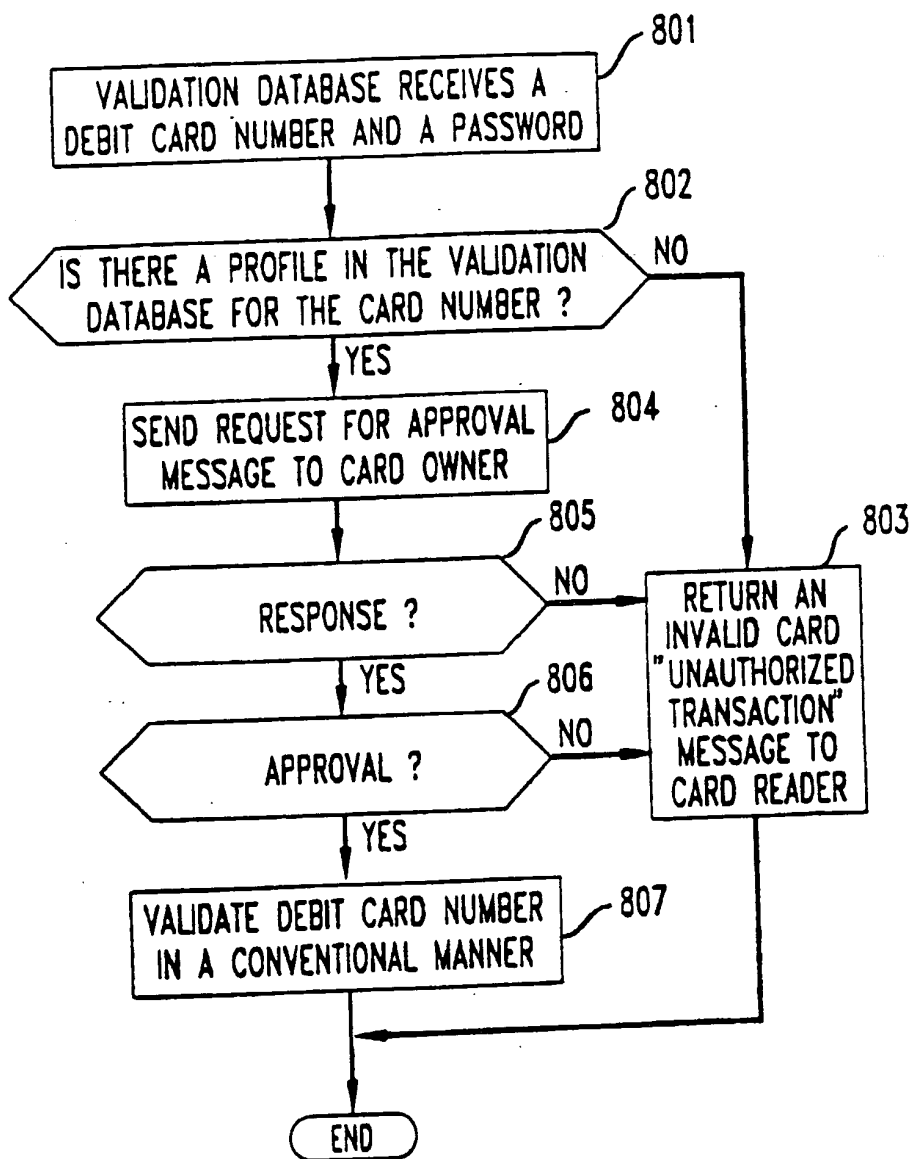 801
VALIDATION DATABASE RECEIVES A
DEBIT CARD NUMBER AND A PASSWORD
802
IS THERE A PROFILE IN THE VALIDATION
DATABASE FOR THE CARD NUMBER ?
NO
YES
804
SEND REQUEST FOR APPROVAL
MESSAGE TO CARD OWNER
805
RESPONSE ?
NO
YES
803
RETURN AN
INVALID CARD
"UNAUTHORIZED
TRANSACTION"
MESSAGE TO
CARD READER
806
APPROVAL ?
NO
YES
807
VALIDATE DEBIT CARD NUMBER
IN A CONVENTIONAL MANNER
END